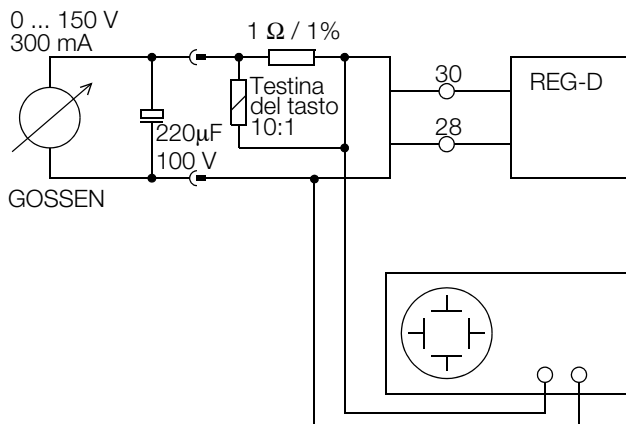 0 ... 150 V
300 mA
1 Ω / 1%
Testina
del tasto
10:1
220µF
100 V
GOSSEN
30
28
REG-D